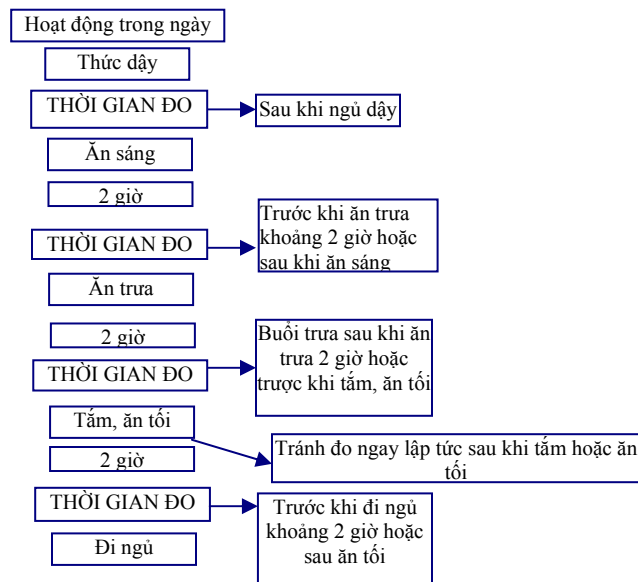 Hoạt động trong ngày
Thức dậy
THỜI GIAN ĐO
Sau khi ngủ dậy
Ăn sáng
2 giờ
THỜI GIAN ĐO
Trước khi ăn trưa
khoảng 2 giờ hoặc
sau khi ăn sáng
Ăn trưa
2 giờ
THỜI GIAN ĐO
Buổi trưa sau khi ăn
trưa 2 giờ hoặc
trược khi tắm, ăn tối
Tắm, ăn tối
2 giờ
Tránh đo ngay lập tức sau khi tắm hoặc ăn
tối
THỜI GIAN ĐO
Trước khi đi ngủ
khoảng 2 giờ hoặc
sau ăn tối
Đi ngủ